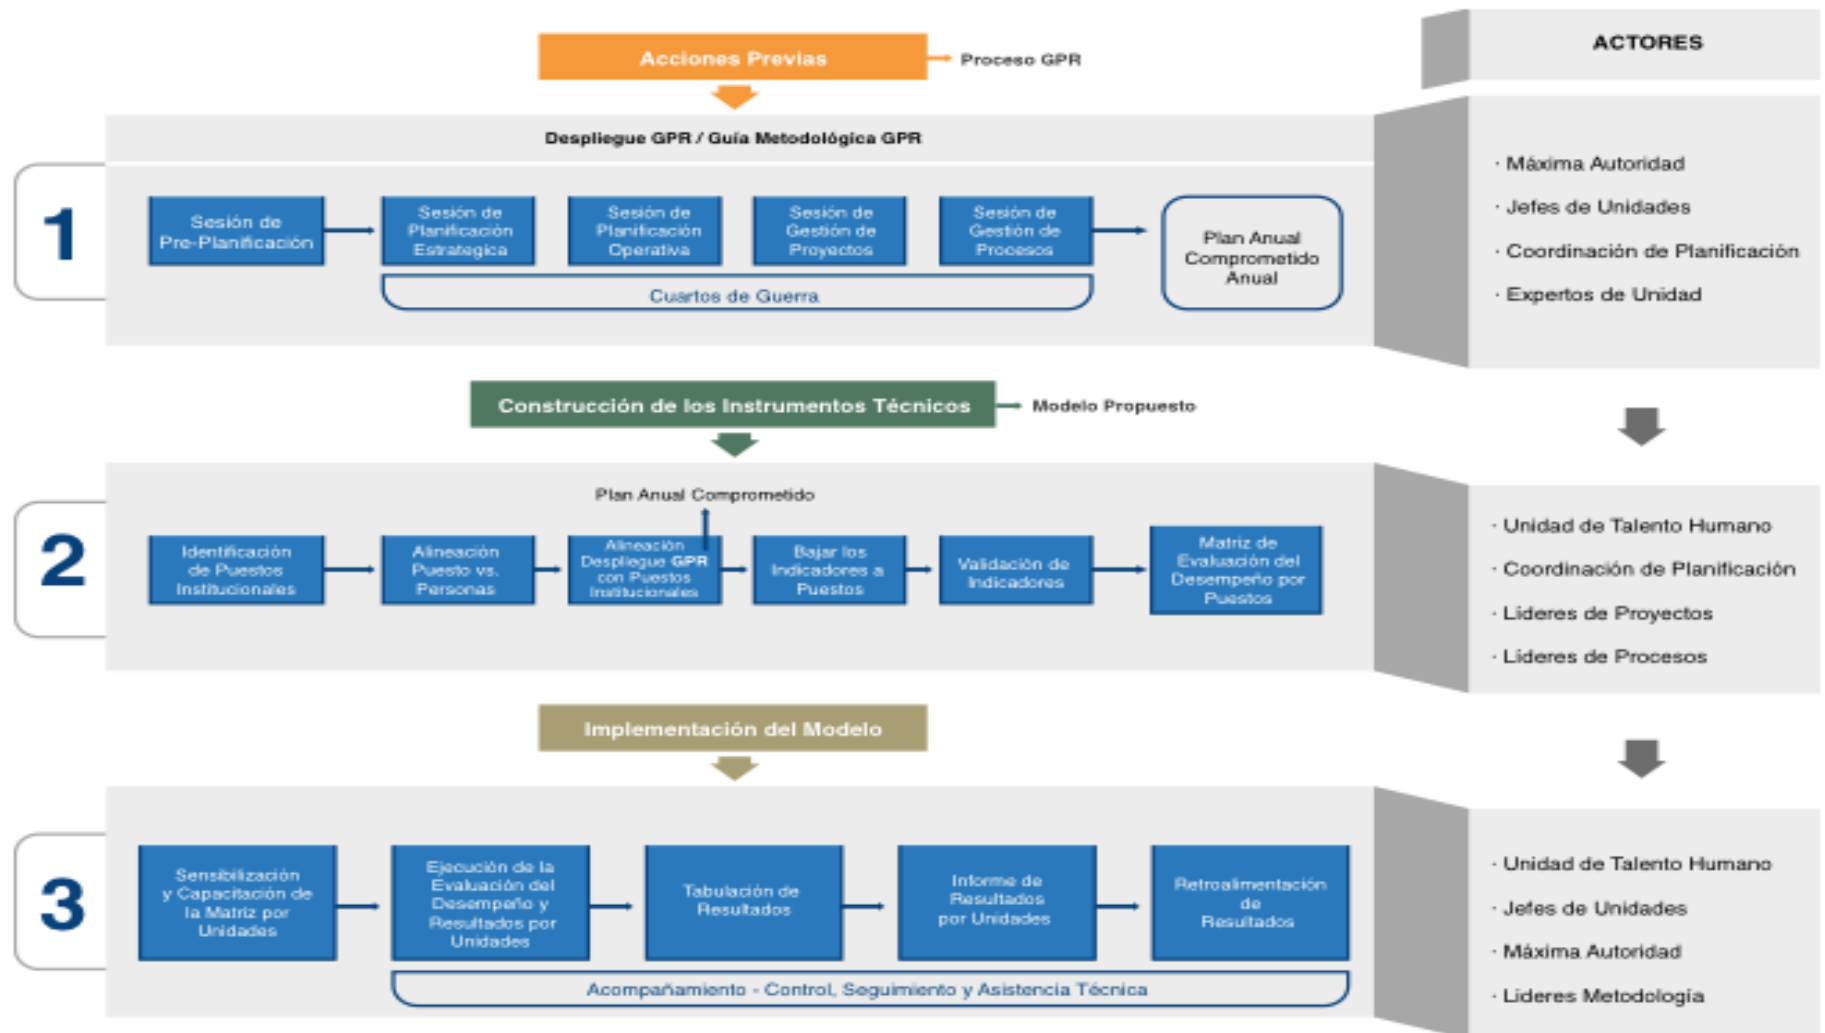 Acciones Previas
Proceso GPR
ACTORES
Despliegue GPR / Guía Metodológica GPR
1
Sesión de
Pre-Planificación
Sesión de
Planificación
Estrategica
Sesión de
Planificación
Operativa
Sesión de
Gestión de
Proyectos
Sesión de
Gestión de
Procesos
Plan Anual
Comprometido
Anual
Cuartos de Guerra
· Máxima Autoridad
· Jefes de Unidades
· Coordinación de Planificación
· Expertos de Unidad
Construcción de los Instrumentos Técnicos
Modelo Propuesto
2
Plan Anual Comprometido
Identificación
de Puestos
Institucionales
Alineación
Puesto vs.
Personas
Alineación
Despliegue GPR
con Puestos
Institucionales
Bajar los
Indicadores a
Puestos
Validación de
Indicadores
Matriz de
Evaluación del
Desempeño por
Puestos
· Unidad de Talento Humano
· Coordinación de Planificación
· Líderes de Proyectos
· Líderes de Procesos
Implementación del Modelo
3
Sensibilización
y Capacitación de
la Matriz por
Unidades
Ejecución de la
Evaluación del
Desempeño y
Resultados por
Unidades
Tabulación de
Resultados
Informe de
Resultados
por Unidades
Retroalimentación
de
Resultados
Acompañamiento - Control, Seguimiento y Asistencia Técnica
· Unidad de Talento Humano
· Jefes de Unidades
· Máxima Autoridad
· Lideres Metodología